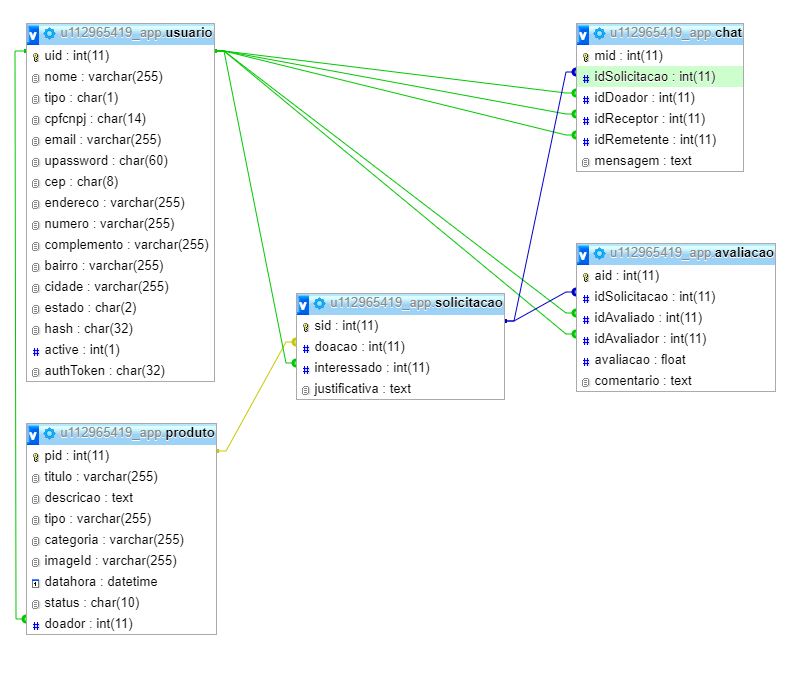 u112965419_app.usuario
uid : int(11)
nome : varchar(255)
tipo : char(1)
cpfcnpj : char(14)
email : varchar(255)
upassword : char(60)
cep : char(8)
endereco : varchar(255)
numero : varchar(255)
complemento : varchar(255)
bairro : varchar(255)
cidade : varchar(255)
estado : char(2)
hash : char(32)
# active : int(1)
authToken : char(32)
u112965419_app.chat
mid : int(11)
# idSolicitacao : int(11)
# idDoador : int(11)
# idReceptor : int(11)
# idRemetente : int(11)
mensagem : text
u112965419_app.avaliacao
aid : int(11)
# idSolicitacao : int(11)
# idAvaliado : int(11)
# idAvaliador : int(11)
# avaliacao : float
comentario : text
u112965419_app.solicitacao
sid : int(11)
# doacao : int(11)
# interessado : int(11)
justificativa : text
u112965419_app.produto
pid : int(11)
titulo : varchar(255)
descricao : text
tipo : varchar(255)
categoria : varchar(255)
imageId : varchar(255)
datahora : datetime
status : char(10)
# doador : int(11)